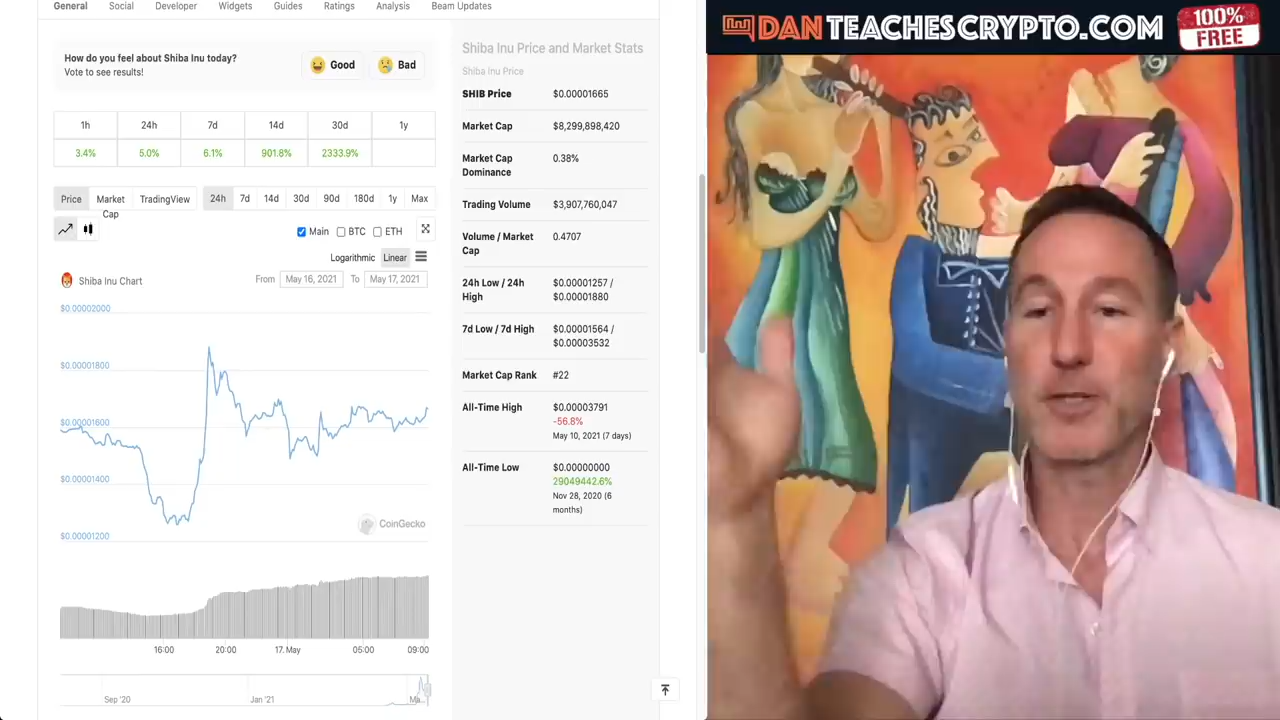 General Social Developer Widgets Guides Ratings Analysis Beam Updates
How do you feel about Shiba Inu today?
Vote to see results!
Good Bad
1h 24h 7d 14d 30d 1y
3.4% 5.0% 6.1% 901.8% 2333.9%
Price Market Cap TradingView 24h 7d 14d 30d 90d 180d 1y Max
Main BTC ETH
Logarithmic Linear
Shiba Inu Chart From May 16, 2021 To May 17, 2021
$0.00002000
$0.00001800
$0.00001600
$0.00001400
$0.00001200
CoinGecko
16:00 20:00 17. May 05:00 09:00
Sep '20 Jan '21 Ma...
Shiba Inu Price and Market Stats
Shiba Inu Price
SHIB Price $0.00001665
Market Cap $8,299,898,420
Market Cap Dominance 0.38%
Trading Volume $3,907,760,047
Volume / Market Cap 0.4707
24h Low / 24h High $0.00001257 / $0.00001880
7d Low / 7d High $0.00001564 / $0.00003532
Market Cap Rank #22
All-Time High $0.00003791
-56.8%
May 10, 2021 (7 days)
All-Time Low $0.00000000
29049442.6%
Nov 28, 2020 (6 months)
DANTEACHESCRYPTO.COM
100%
FREE